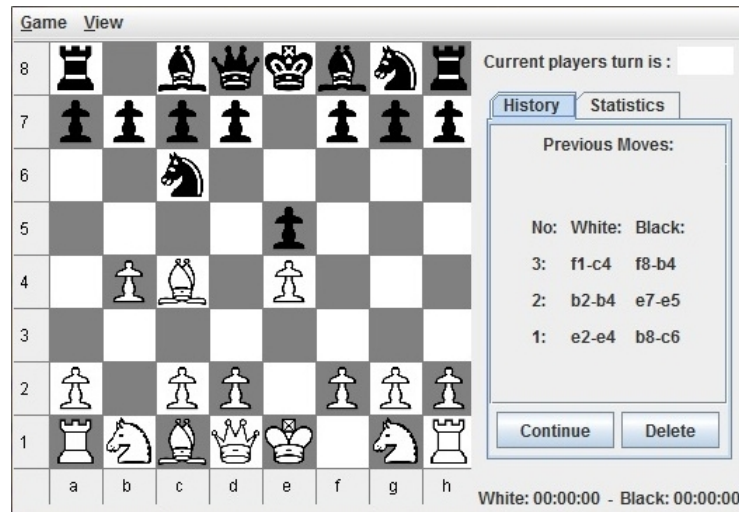 Game View
8
7
6
5
4
3
2
1
a b c d e f g h
Current players turn is :
History Statistics
Previous Moves:
No: White: Black:
3: f1-c4 f8-b4
2: b2-b4 e7-e5
1: e2-e4 b8-c6
Continue Delete
White: 00:00:00 - Black: 00:00:00